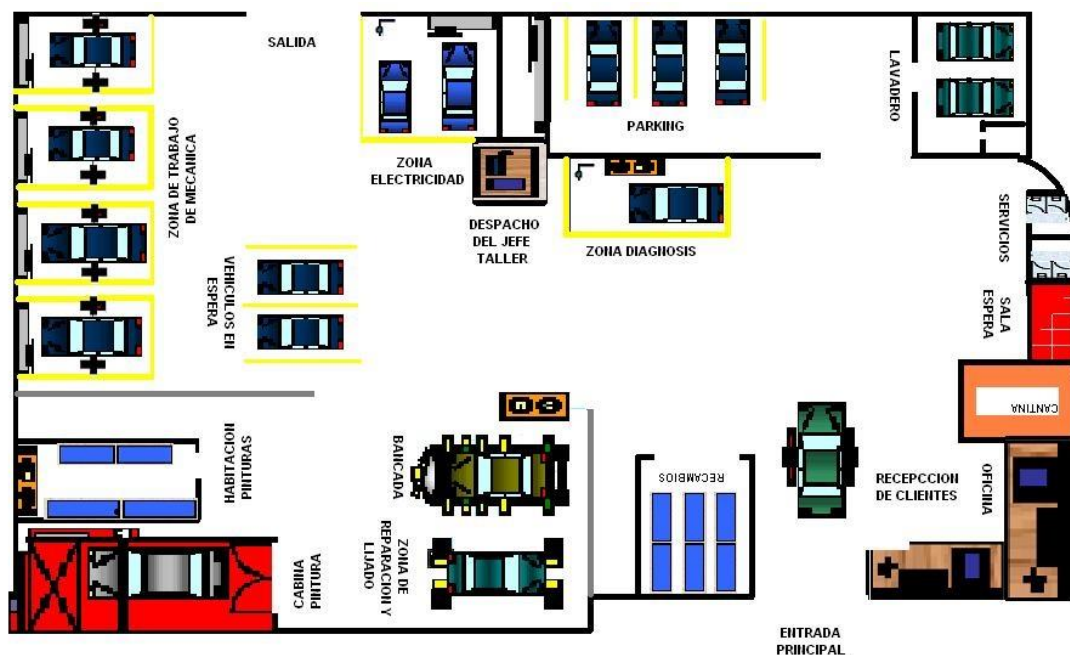 SALIDA
ZONA DE TRABAJO
DE MECANICA
ZONA
ELECTRICIDAD
PARKING
LAVADERO
DESPACHO
DEL JEFE
TALLER
ZONA DIAGNOSIS
SERVICIOS
VEHICULOS EN
ESPERA
SALA
ESPERA
CANTINA
HABITACION
PINTURAS
BANCADA
RECAMBIOS
RECEPCCION
DE CLIENTES
OFICINA
CABINA
PINTURA
ZONA DE
REPARACION Y
LIJADO
ENTRADA
PRINCIPAL